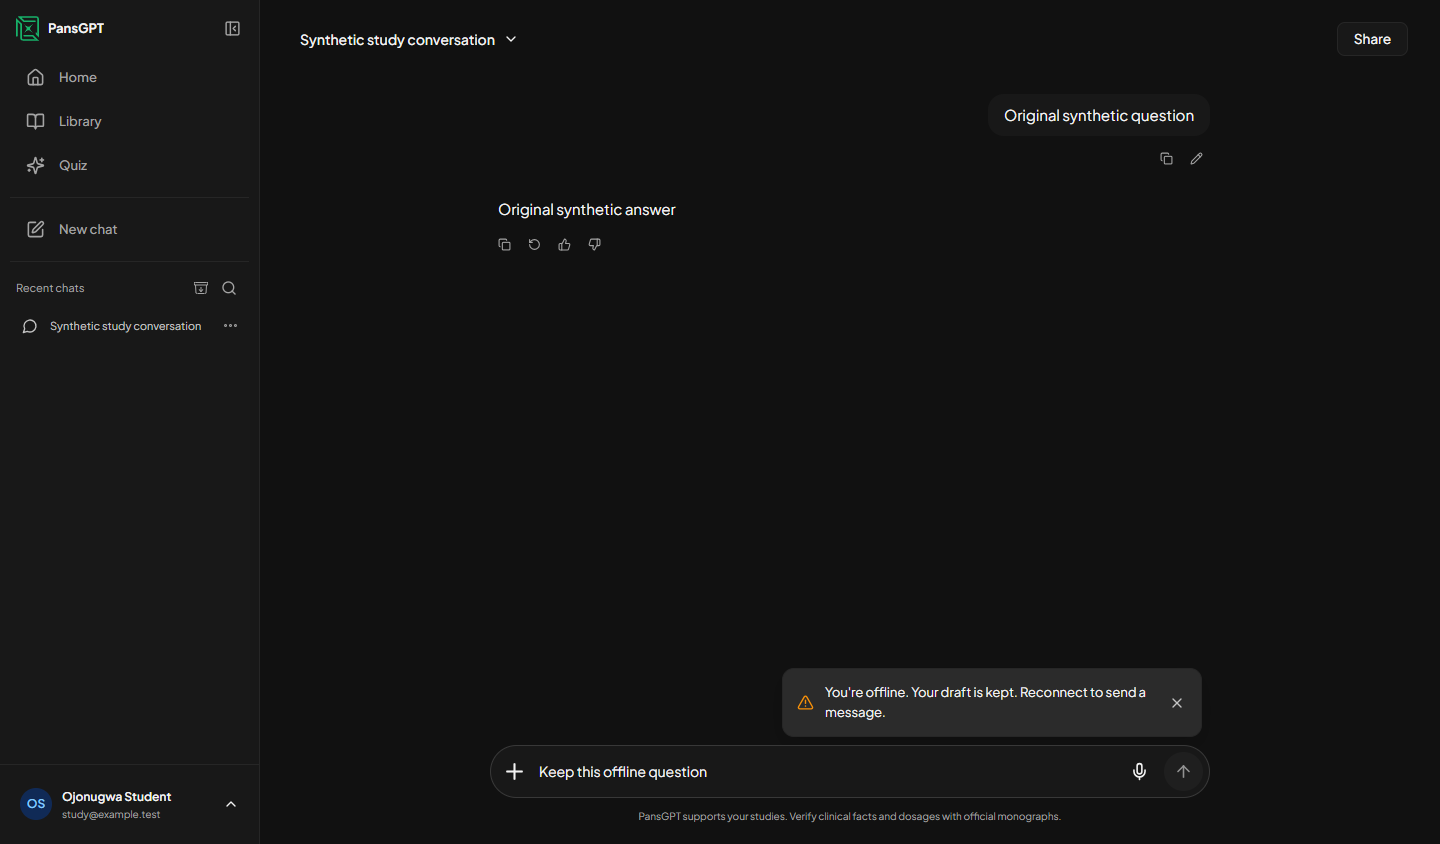 PansGPT
Home
Library
Quiz
New chat
Recent chats
Synthetic study conversation
OS
Ojonugwa Student
study@example.test
Synthetic study conversation
Share
Original synthetic question
Original synthetic answer
You're offline. Your draft is kept. Reconnect to send a
message.
Keep this offline question
PansGPT supports your studies. Verify clinical facts and dosages with official monographs.